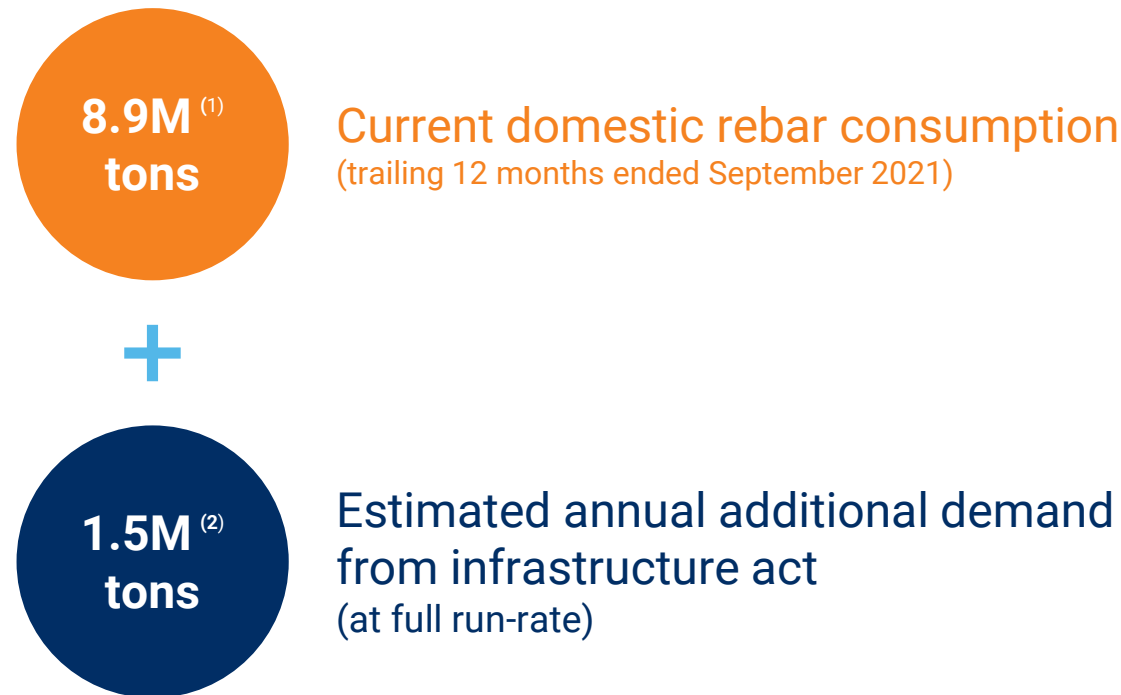 8.9M (1)
tons
Current domestic rebar consumption
(trailing 12 months ended September 2021)
+
1.5M (2)
tons
Estimated annual additional demand
from infrastructure act
(at full run-rate)